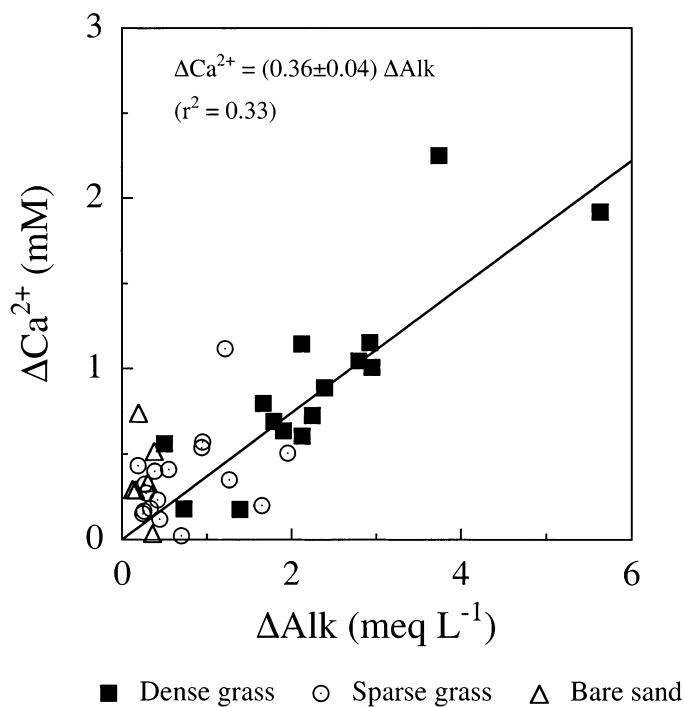 3
ΔCa²⁺ = (0.36±0.04) ΔAlk
(r² = 0.33)
2
ΔCa²⁺ (mM)
1
0
0 2 4 6
ΔAlk (meq L⁻¹)
Dense grass Sparse grass Bare sand